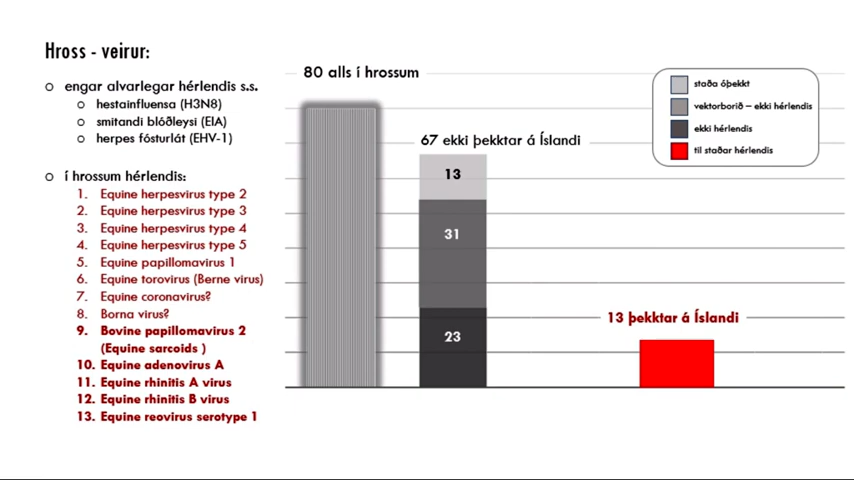 Hross - veirur:
engar alvarlegar hérlendis s.s.
hestainfluensa (H3N8)
smitandi blóðleysi (EIA)
herpes fósturlát (EHV-1)
í hrossum hérlendis:
1. Equine herpesvirus type 2
2. Equine herpesvirus type 3
3. Equine herpesvirus type 4
4. Equine herpesvirus type 5
5. Equine papillomavirus 1
6. Equine torovirus (Berne virus)
7. Equine coronavirus?
8. Borna virus?
9. Bovine papillomavirus 2
(Equine sarcoids )
10. Equine adenovirus A
11. Equine rhinitis A virus
12. Equine rhinitis B virus
13. Equine reovirus serotype 1
80 alls í hrossum
67 ekki þekktar á Íslandi
13
31
23
13 þekktar á Íslandi
staða óþekkt
vektorborið – ekki hérlendis
ekki hérlendis
til staðar hérlendis